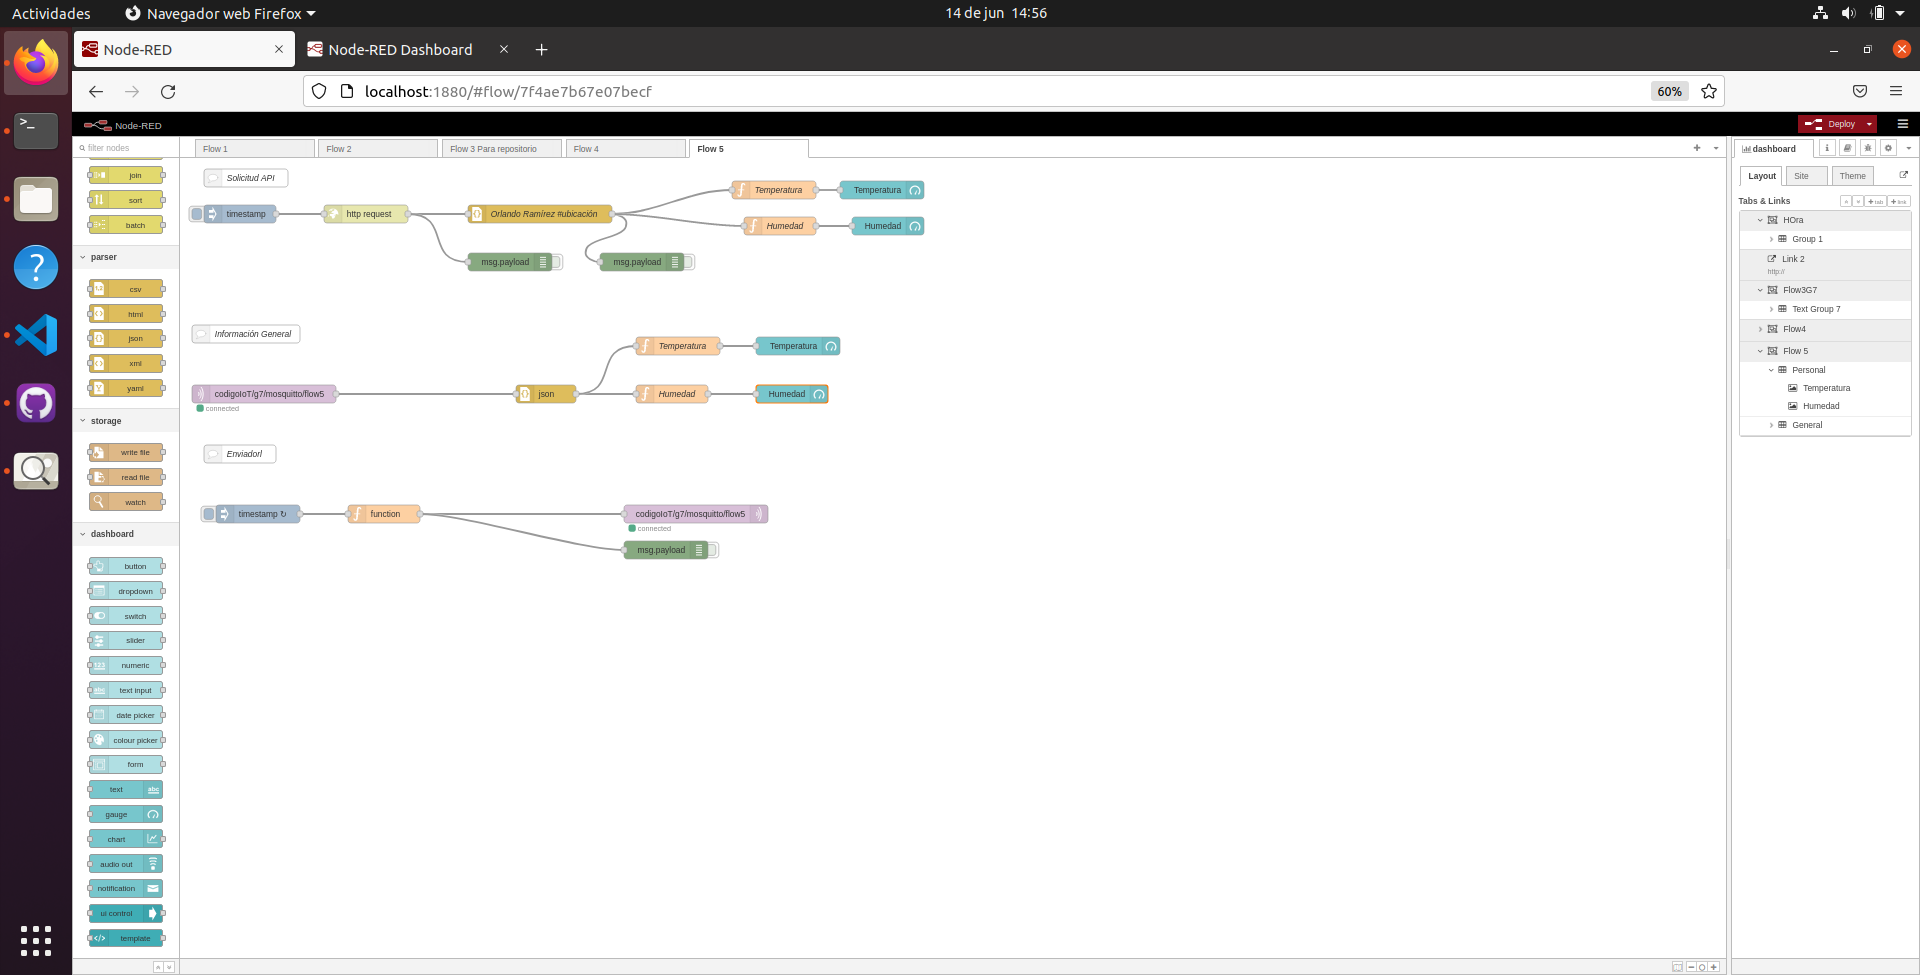 Actividades
Navegador web Firefox
14 de jun 14:56
Node-RED
Node-RED Dashboard
localhost:1880/#flow/7f4ae7b67e07becf
60%
Node-RED
Deploy
filter nodes
Flow 1
Flow 2
Flow 3 Para repositorio
Flow 4
Flow 5
join
sort
batch
parser
csv
html
json
xml
yaml
storage
write file
read file
watch
dashboard
button
dropdown
switch
slider
numeric
text input
date picker
colour picker
form
text
gauge
chart
audio out
notification
ui control
template
Solicitud API
timestamp
http request
Orlando Ramírez #ubicación
Temperatura
Temperatura
Humedad
Humedad
msg.payload
msg.payload
Información General
Temperatura
Temperatura
codigoIoT/g7/mosquitto/flow5
json
Humedad
Humedad
connected
Enviadorl
timestamp ↻
function
codigoIoT/g7/mosquitto/flow5
connected
msg.payload
dashboard
Layout
Site
Theme
Tabs & Links
tab
link
HOra
Group 1
Link 2
http://
Flow3G7
Text Group 7
Flow4
Flow 5
Personal
Temperatura
Humedad
General